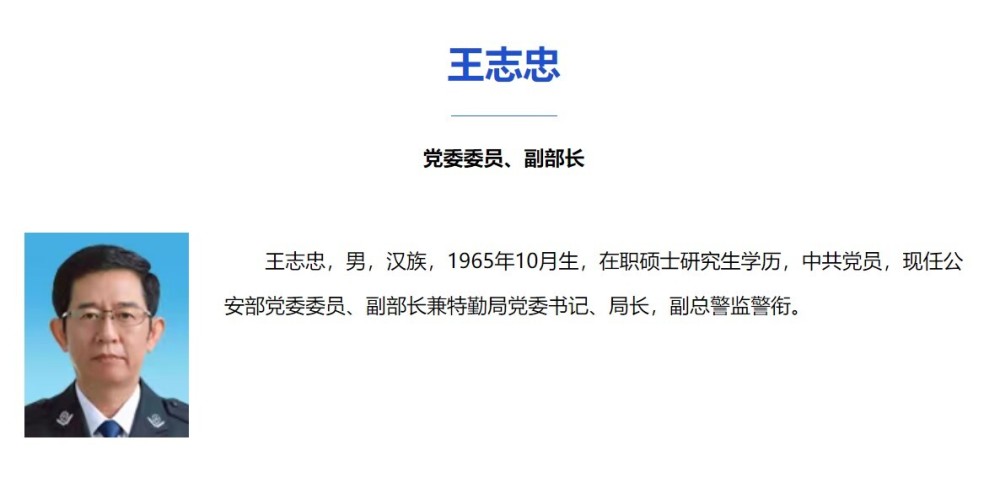 王志忠
党委委员、副部长
王志忠，男，汉族，1965年10月生，在职硕士研究生学历，中共党员，现任公
安部党委委员、副部长兼特勤局党委书记、局长，副总警监警衔。